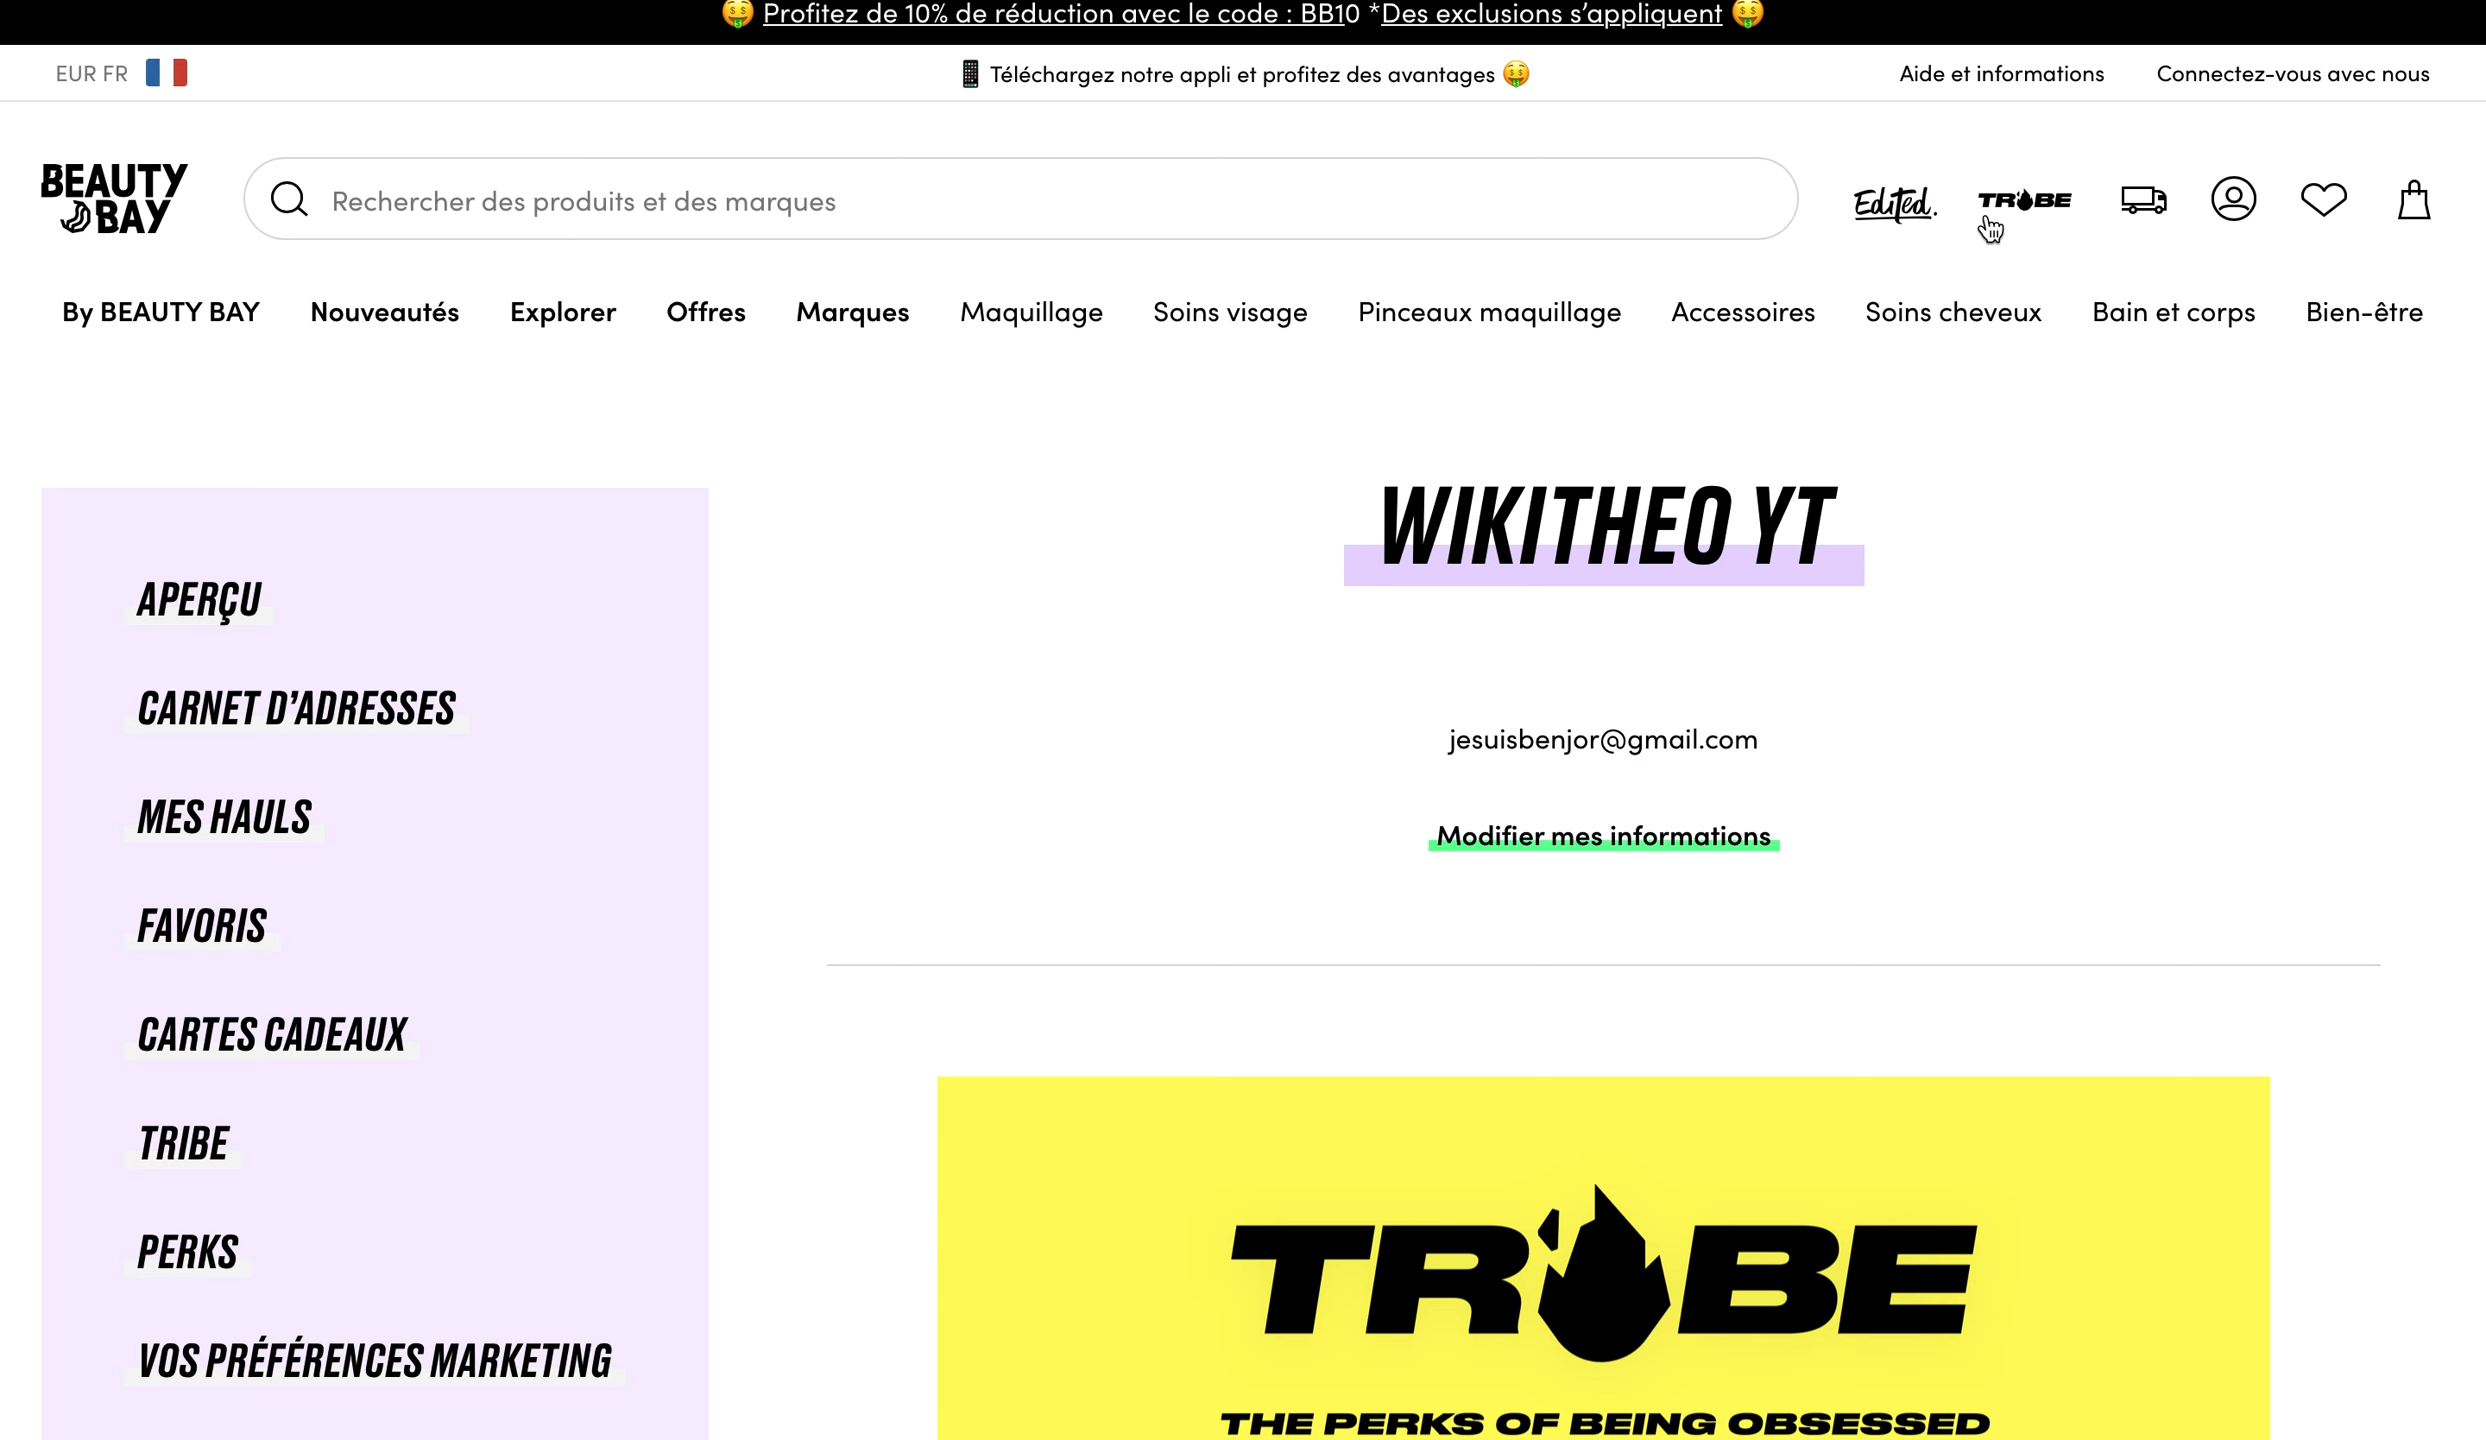 Profitez de 10% de réduction avec le code : BB10 *Des exclusions s’appliquent
EUR FR
Téléchargez notre appli et profitez des avantages
Aide et informations
Connectez-vous avec nous
BEAUTY
BAY
Rechercher des produits et des marques
Edited.
TRIBE
By BEAUTY BAY
Nouveautés
Explorer
Offres
Marques
Maquillage
Soins visage
Pinceaux maquillage
Accessoires
Soins cheveux
Bain et corps
Bien-être
APERÇU
CARNET D’ADRESSES
MES HAULS
FAVORIS
CARTES CADEAUX
TRIBE
PERKS
VOS PRÉFÉRENCES MARKETING
WIKITHEO YT
jesuisbenjor@gmail.com
Modifier mes informations
TRIBE
THE PERKS OF BEING OBSESSED